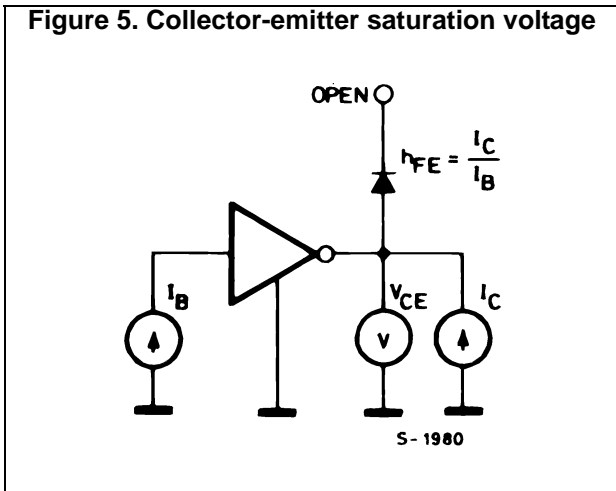 Figure 5. Collector-emitter saturation voltage
OPEN
hFE = IC
IB
IB
VCE
IC
V
S-1980